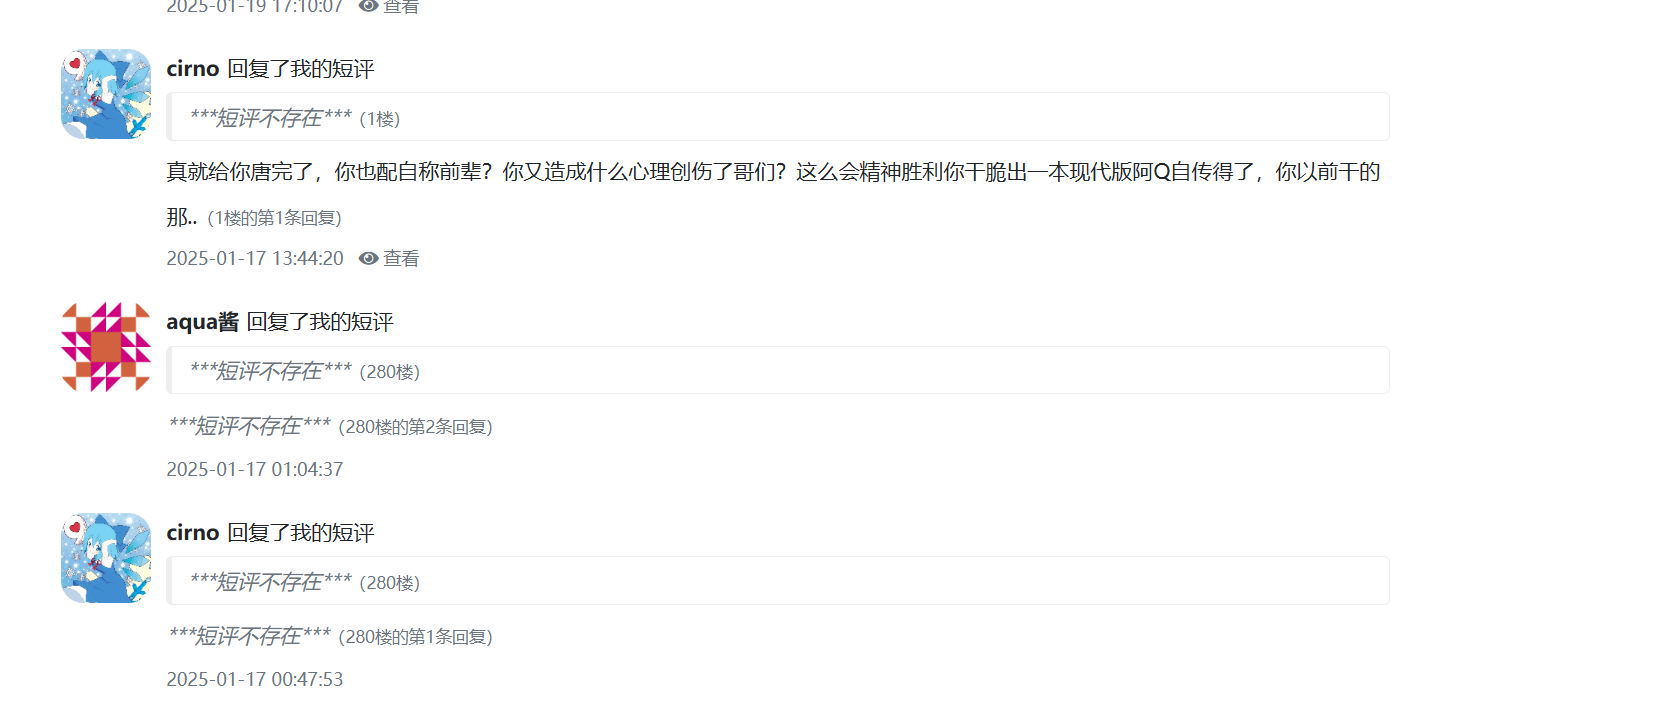 2025-01-19 17:10:07 查看
cirno 回复了我的短评
***短评不存在*** (1楼)
真就给你唐完了，你也配自称前辈？你又造成什么心理创伤了哥们？这么会精神胜利你干脆出一本现代版阿Q自传得了，你以前干的
那.. (1楼的第1条回复)
2025-01-17 13:44:20 查看
aqua酱 回复了我的短评
***短评不存在*** (280楼)
***短评不存在*** (280楼的第2条回复)
2025-01-17 01:04:37
cirno 回复了我的短评
***短评不存在*** (280楼)
***短评不存在*** (280楼的第1条回复)
2025-01-17 00:47:53